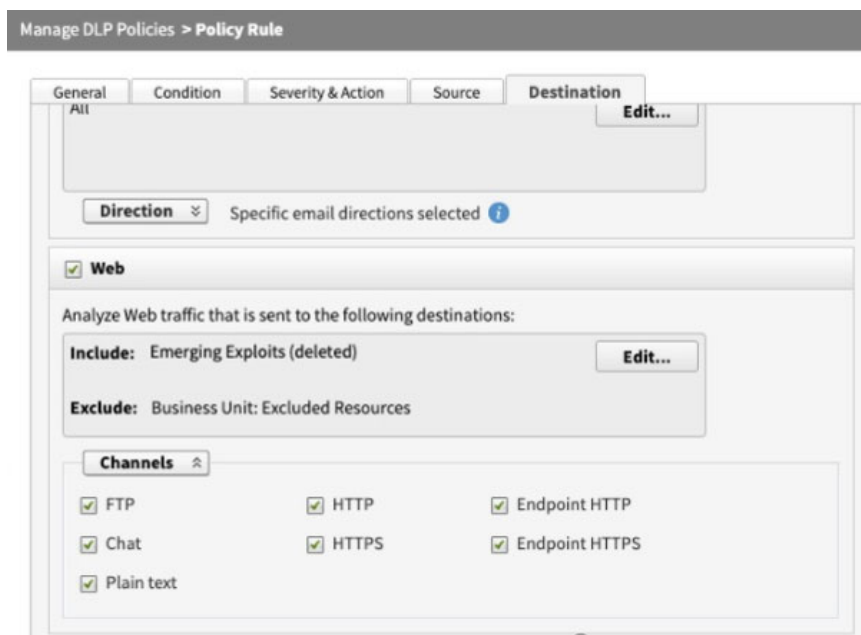 Manage DLP Policies > Policy Rule
General Condition Severity & Action Source Destination
All Edit...
Direction Specific email directions selected i
Web
Analyze Web traffic that is sent to the following destinations:
Include: Emerging Exploits (deleted) Edit...
Exclude: Business Unit: Excluded Resources
Channels
FTP HTTP Endpoint HTTP
Chat HTTPS Endpoint HTTPS
Plain text